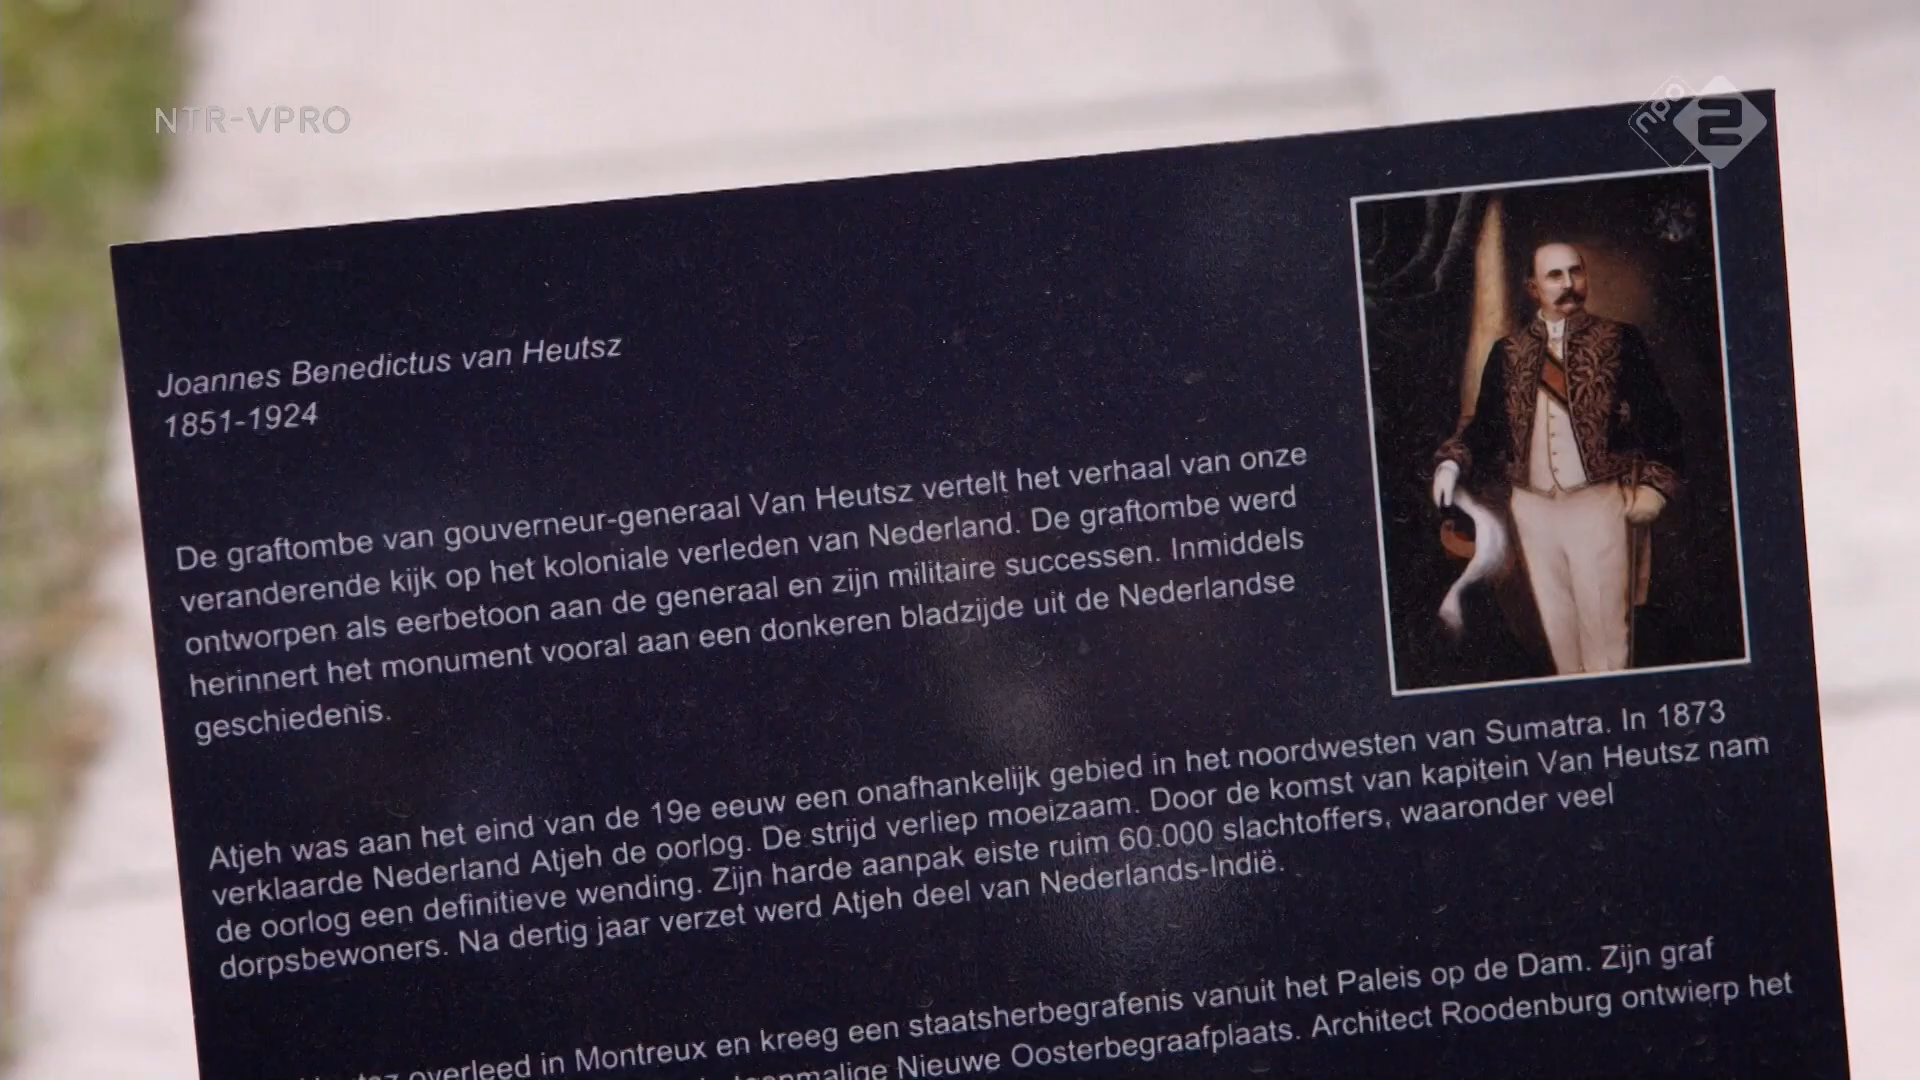 NTR-VPRO
npo 2
Joannes Benedictus van Heutsz
1851-1924
De graftombe van gouverneur-generaal Van Heutsz vertelt het verhaal van onze
veranderende kijk op het koloniale verleden van Nederland. De graftombe werd
ontworpen als eerbetoon aan de generaal en zijn militaire successen. Inmiddels
herinnert het monument vooral aan een donkeren bladzijde uit de Nederlandse
geschiedenis.
Atjeh was aan het eind van de 19e eeuw een onafhankelijk gebied in het noordwesten van Sumatra. In 1873
verklaarde Nederland Atjeh de oorlog. De strijd verliep moeizaam. Door de komst van kapitein Van Heutsz nam
de oorlog een definitieve wending. Zijn harde aanpak eiste ruim 60.000 slachtoffers, waaronder veel
dorpsbewoners. Na dertig jaar verzet werd Atjeh deel van Nederlands-Indië.
overleed in Montreux en kreeg een staatsherbegrafenis vanuit het Paleis op de Dam. Zijn graf
Nieuwe Oosterbegraafplaats. Architect Roodenburg ontwierp het